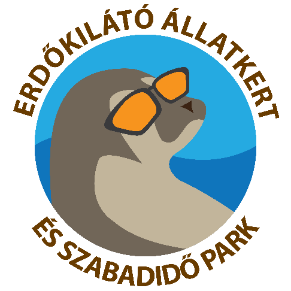 ERDŐKILÁTÓ ÁLLATKERT
ÉS SZABADIDŐ PARK